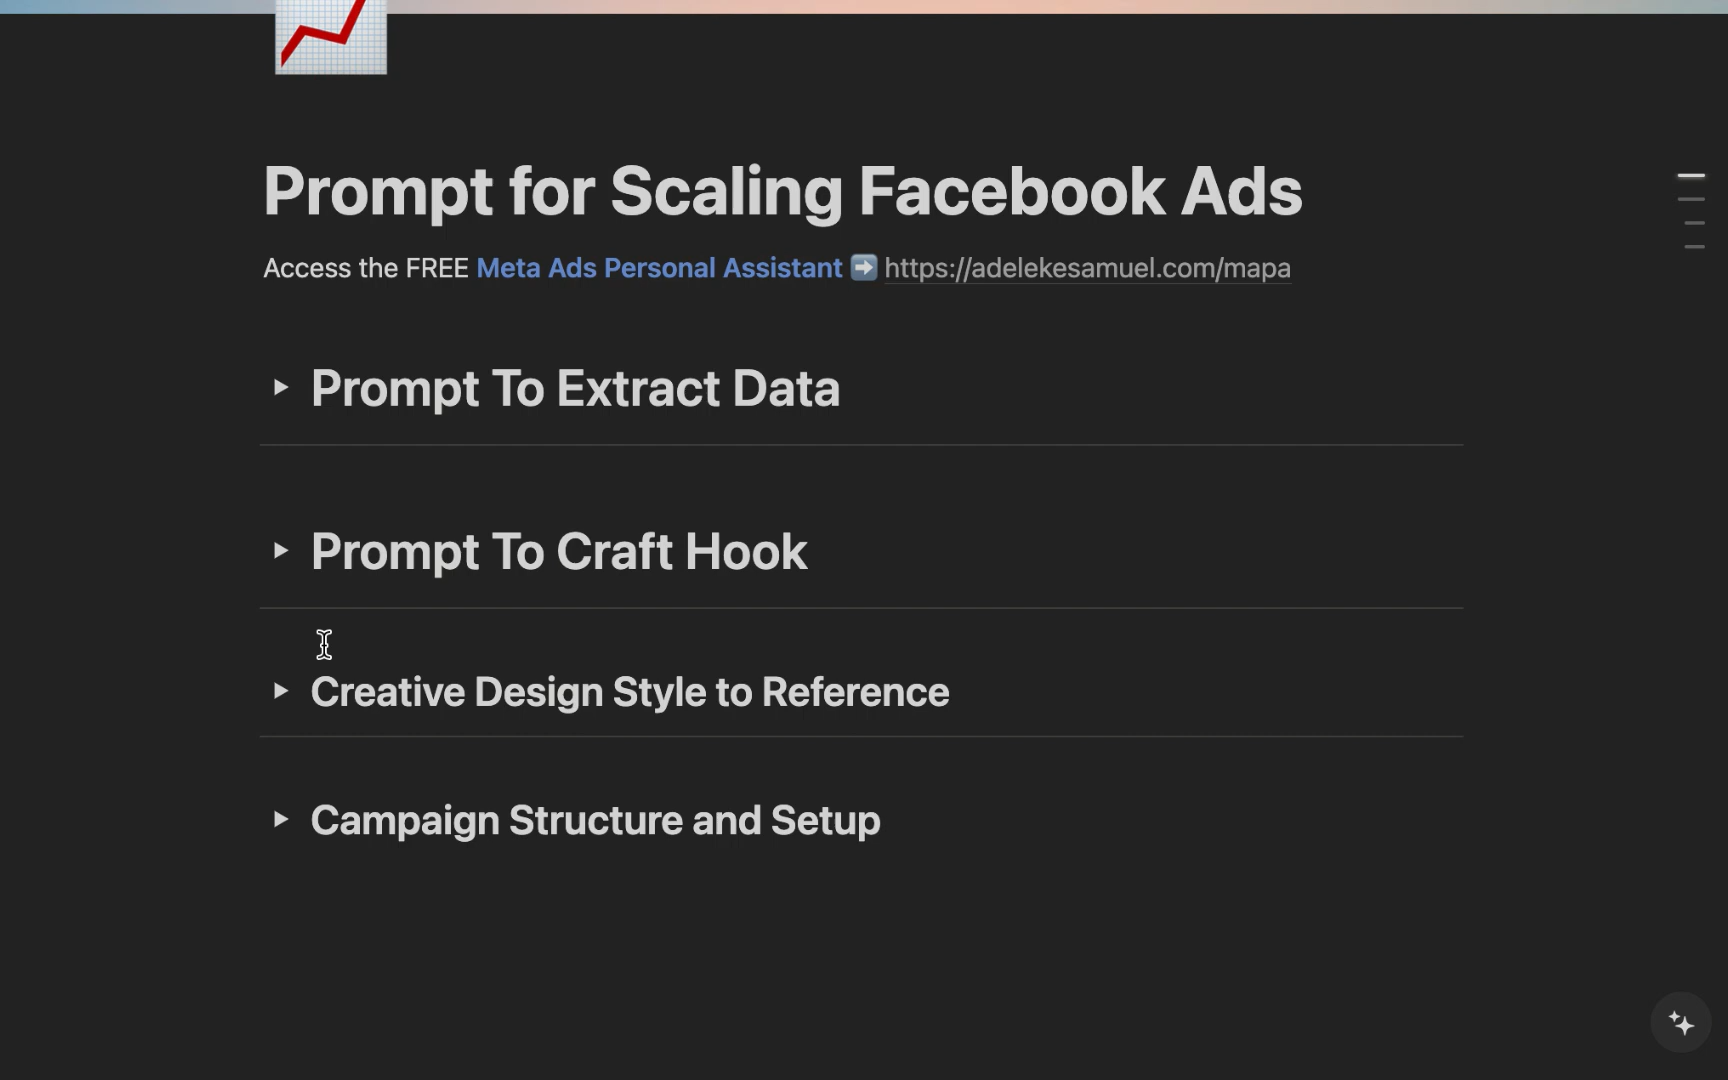 Prompt for Scaling Facebook Ads
Access the FREE Meta Ads Personal Assistant ➡️ https://adelekesamuel.com/mapa
Prompt To Extract Data
Prompt To Craft Hook
Creative Design Style to Reference
Campaign Structure and Setup